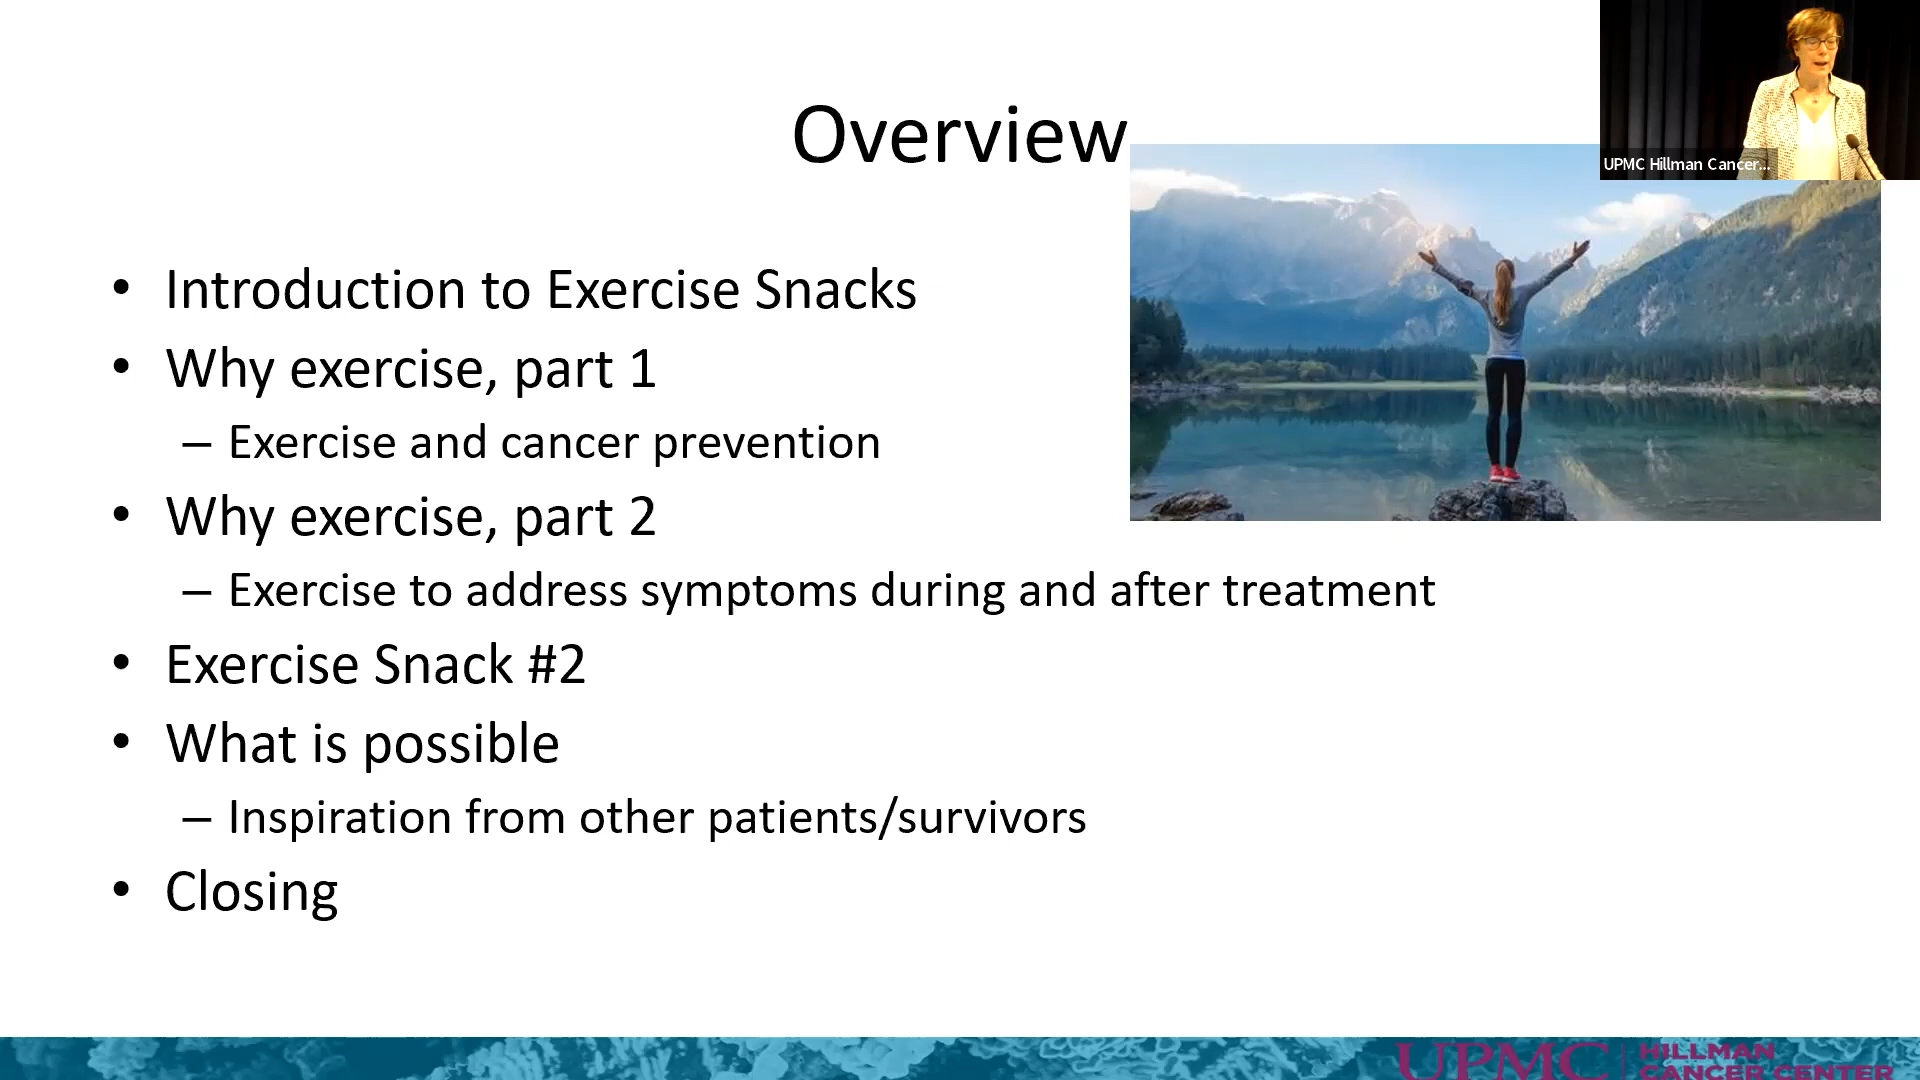 UPMC Hillman Cancer...
Overview
• Introduction to Exercise Snacks
• Why exercise, part 1
– Exercise and cancer prevention
• Why exercise, part 2
– Exercise to address symptoms during and after treatment
• Exercise Snack #2
• What is possible
– Inspiration from other patients/survivors
• Closing
UPMC | HILLMAN
CANCER CENTER